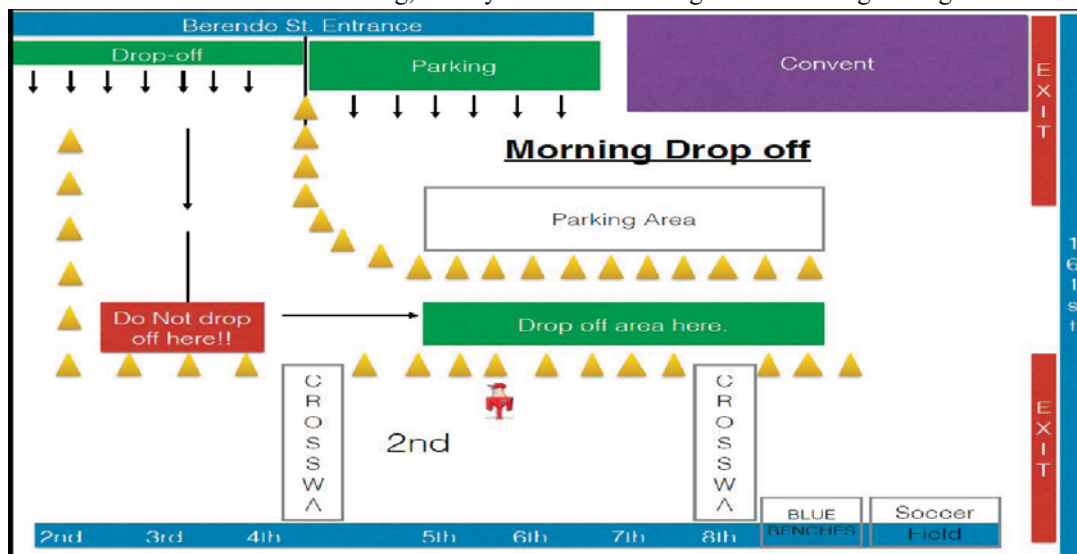 Berendo St. Entrance
Drop-off
Parking
Convent
EXIT
Morning Drop off
Parking Area
161st
Do Not drop
off here!!
Drop off area here.
CROSSWA
CROSSWA
EXIT
2nd
BLUE
BENCHES
Soccer
Field
2nd
3rd
4th
5th
6th
7th
8th